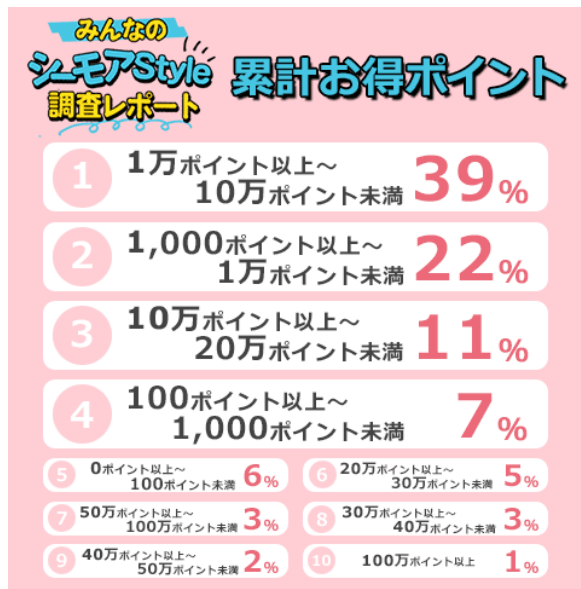 みんなの
シーモアStyle
調査レポート
累計お得ポイント
1
1万ポイント以上～
10万ポイント未満
39%
2
1,000ポイント以上～
1万ポイント未満
22%
3
10万ポイント以上～
20万ポイント未満
11%
4
100ポイント以上～
1,000ポイント未満
7%
5
0ポイント以上～
100ポイント未満
6%
6
20万ポイント以上～
30万ポイント未満
5%
7
50万ポイント以上～
100万ポイント未満
3%
8
30万ポイント以上～
40万ポイント未満
3%
9
40万ポイント以上～
50万ポイント未満
2%
10
100万ポイント以上
1%